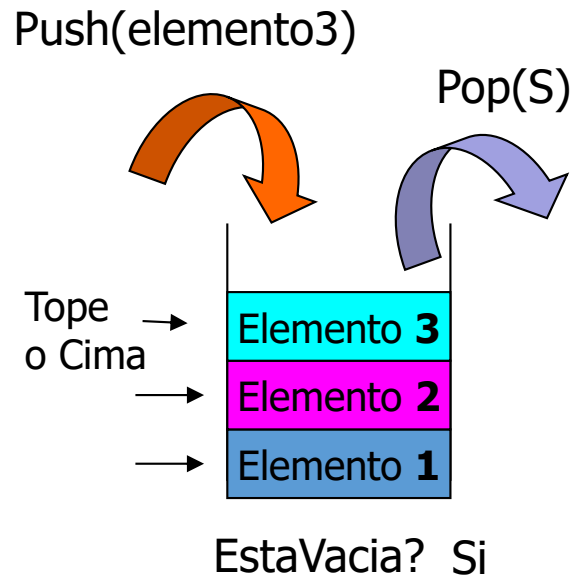 Push(elemento3)
Pop(S)
Tope
o Cima
Elemento 3
Elemento 2
Elemento 1
EstaVacia? Si